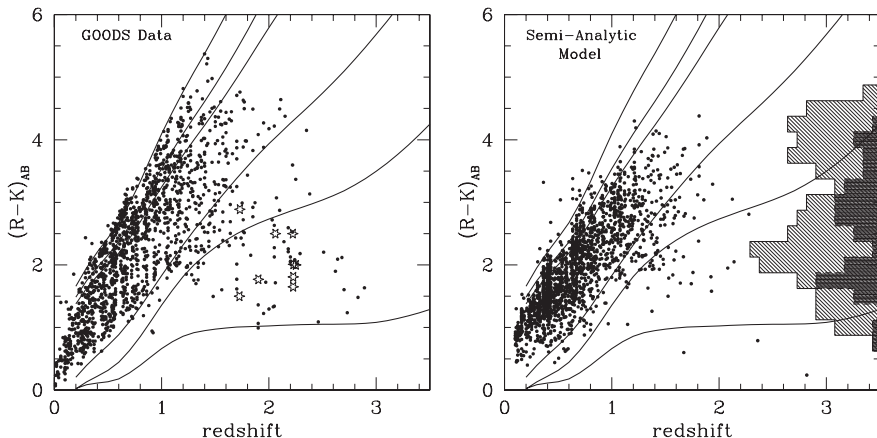 GOODS Data
6
4
2
0
(R−K)AB
0
1
2
3
redshift
Semi-Analytic
Model
6
4
2
0
(R−K)AB
0
1
2
3
redshift